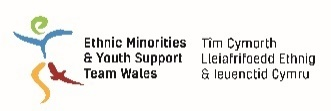 Ethnic Minorities
& Youth Support
Team Wales
Tîm Cymorth
Lleiafrifoedd Ethnig
& Ieuenctid Cymru